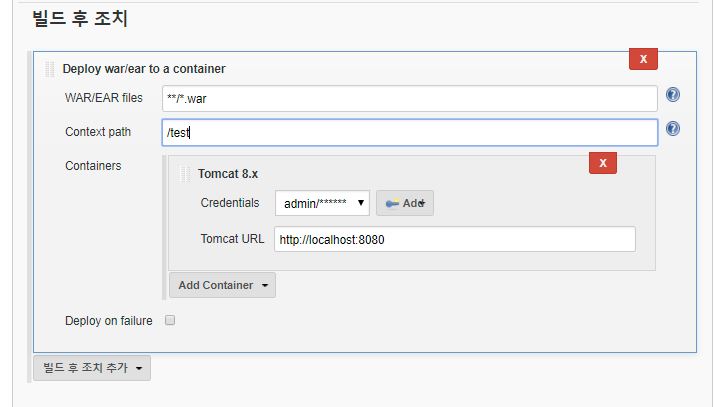 빌드 후 조치
X
Deploy war/ear to a container
WAR/EAR files **/*.war
Context path /test
Containers
X
Tomcat 8.x
Credentials admin/****** Add
Tomcat URL http://localhost:8080
Add Container
Deploy on failure
빌드 후 조치 추가